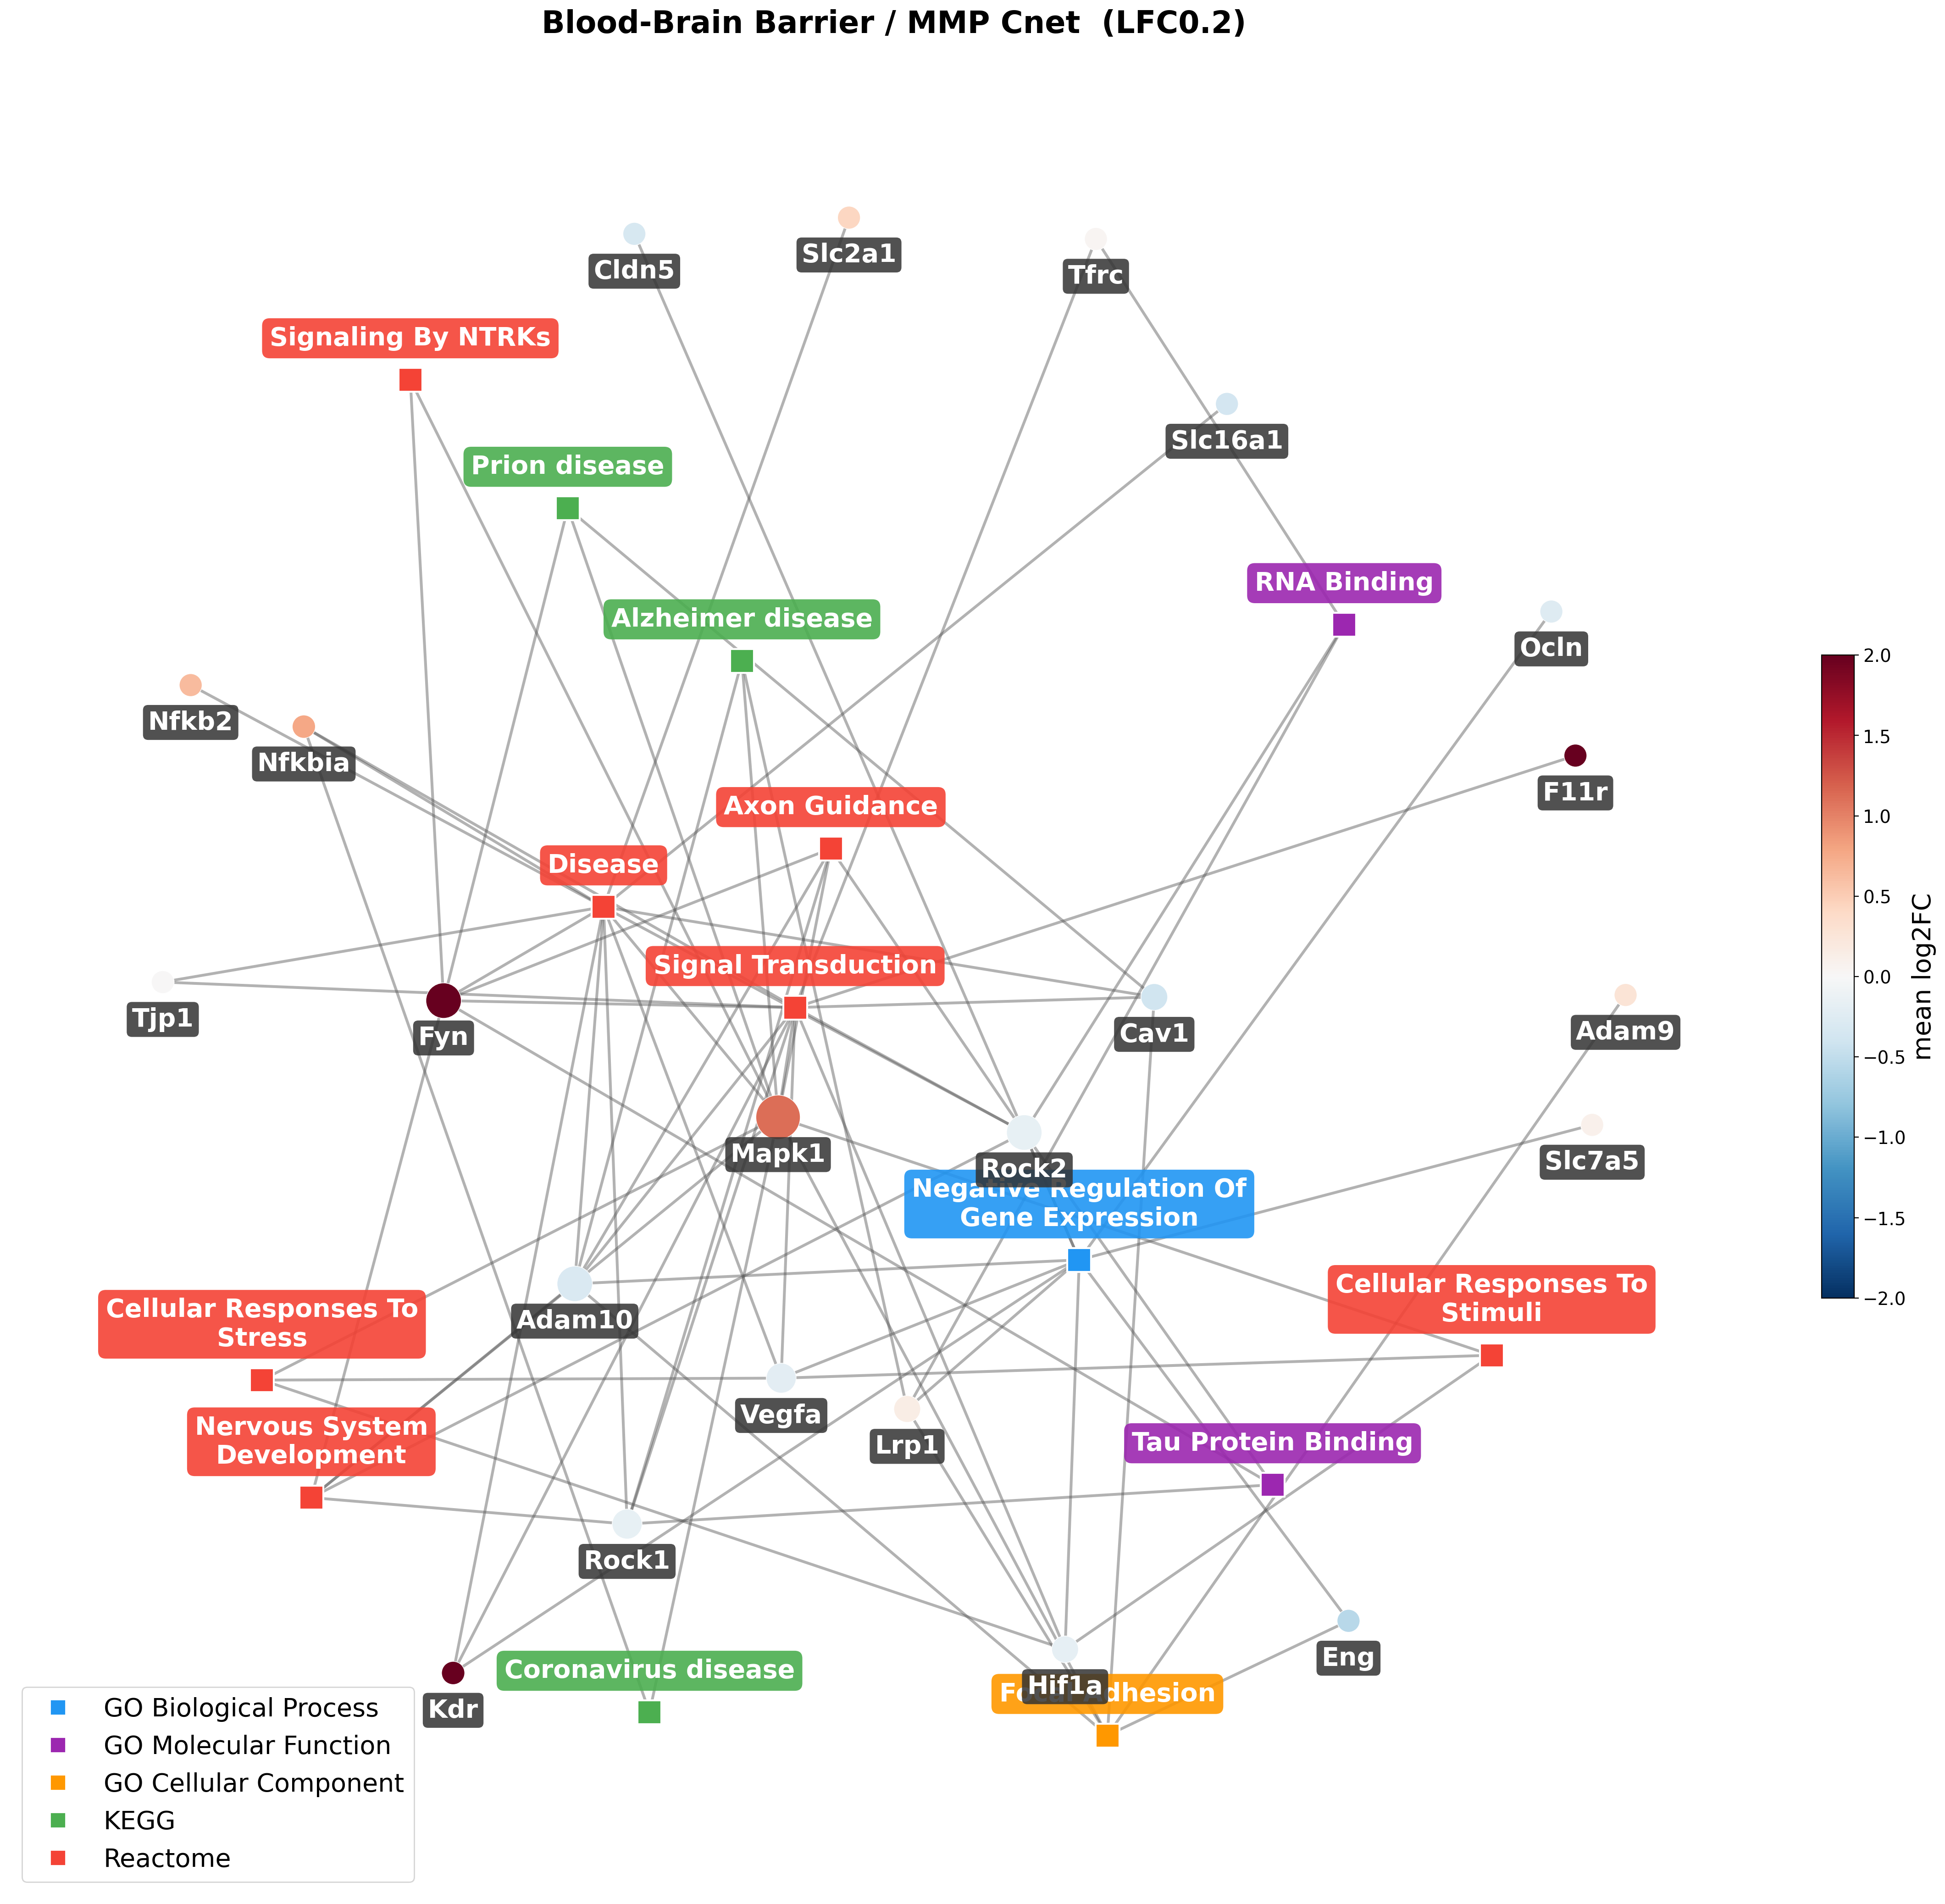 Blood-Brain Barrier / MMP Cnet  (LFC0.2)
Cldn5
Slc2a1
Tfrc
Signaling By NTRKs
Slc16a1
Prion disease
RNA Binding
Alzheimer disease
Ocln
Nfkb2
Nfkbia
F11r
Axon Guidance
Disease
Signal Transduction
Tjp1
Fyn
Cav1
Adam9
Mapk1
Rock2
Slc7a5
Negative Regulation Of
Gene Expression
Cellular Responses To
Stimuli
Cellular Responses To
Stress
Adam10
Vegfa
Lrp1
Nervous System
Development
Tau Protein Binding
Rock1
Eng
Coronavirus disease
Hif1a
Focal Adhesion
Kdr
GO Biological Process
GO Molecular Function
GO Cellular Component
KEGG
Reactome
2.0
1.5
1.0
0.5
0.0
−0.5
−1.0
−1.5
−2.0
mean log2FC